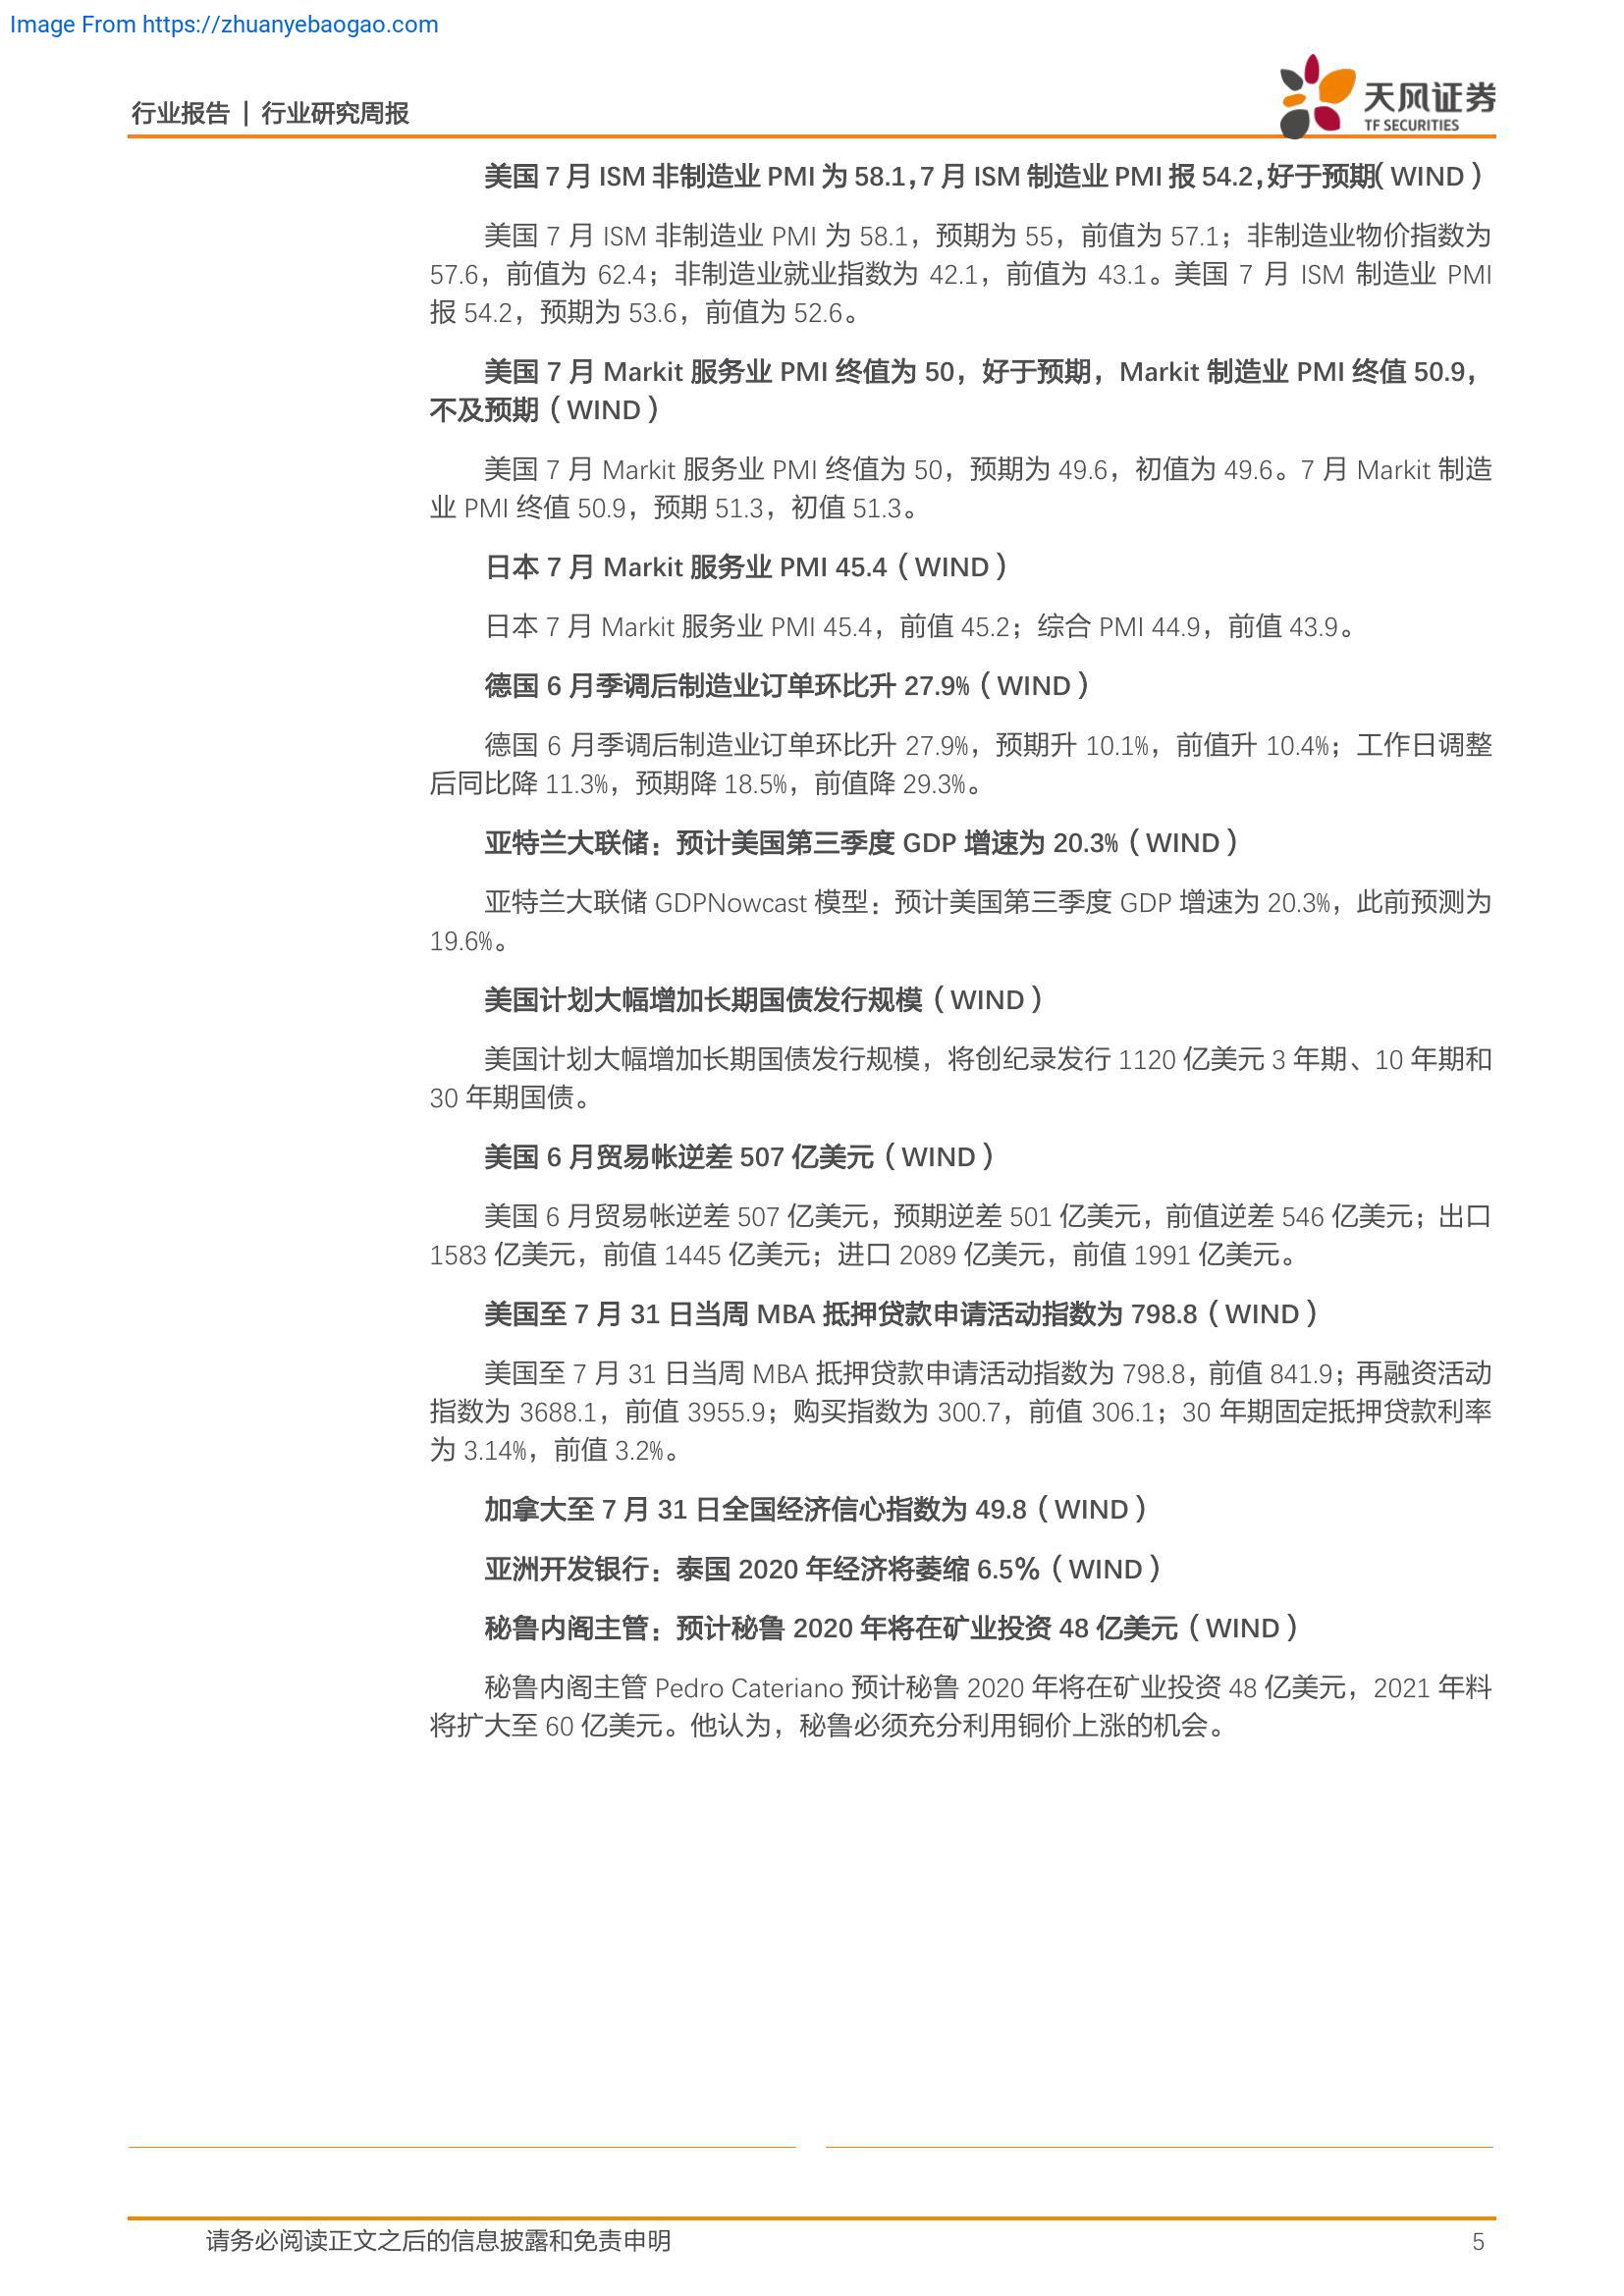 Image From https://zhuanyebaogao.com
行业报告 | 行业研究周报
天风证券
TF SECURITIES
美国 7 月 ISM 非制造业 PMI 为 58.1，7 月 ISM 制造业 PMI 报 54.2，好于预期（WIND）
美国 7 月 ISM 非制造业 PMI 为 58.1，预期为 55，前值为 57.1；非制造业物价指数为
57.6，前值为 62.4；非制造业就业指数为 42.1，前值为 43.1。美国 7 月 ISM 制造业 PMI
报 54.2，预期为 53.6，前值为 52.6。
美国 7 月 Markit 服务业 PMI 终值为 50，好于预期，Markit 制造业 PMI 终值 50.9，
不及预期（WIND）
美国 7 月 Markit 服务业 PMI 终值为 50，预期为 49.6，初值为 49.6。7 月 Markit 制造
业 PMI 终值 50.9，预期 51.3，初值 51.3。
日本 7 月 Markit 服务业 PMI 45.4（WIND）
日本 7 月 Markit 服务业 PMI 45.4，前值 45.2；综合 PMI 44.9，前值 43.9。
德国 6 月季调后制造业订单环比升 27.9%（WIND）
德国 6 月季调后制造业订单环比升 27.9%，预期升 10.1%，前值升 10.4%；工作日调整
后同比降 11.3%，预期降 18.5%，前值降 29.3%。
亚特兰大联储：预计美国第三季度 GDP 增速为 20.3%（WIND）
亚特兰大联储 GDPNowcast 模型：预计美国第三季度 GDP 增速为 20.3%，此前预测为
19.6%。
美国计划大幅增加长期国债发行规模（WIND）
美国计划大幅增加长期国债发行规模，将创纪录发行 1120 亿美元 3 年期、10 年期和
30 年期国债。
美国 6 月贸易帐逆差 507 亿美元（WIND）
美国 6 月贸易帐逆差 507 亿美元，预期逆差 501 亿美元，前值逆差 546 亿美元；出口
1583 亿美元，前值 1445 亿美元；进口 2089 亿美元，前值 1991 亿美元。
美国至 7 月 31 日当周 MBA 抵押贷款申请活动指数为 798.8（WIND）
美国至 7 月 31 日当周 MBA 抵押贷款申请活动指数为 798.8，前值 841.9；再融资活动
指数为 3688.1，前值 3955.9；购买指数为 300.7，前值 306.1；30 年期固定抵押贷款利率
为 3.14%，前值 3.2%。
加拿大至 7 月 31 日全国经济信心指数为 49.8（WIND）
亚洲开发银行：泰国 2020 年经济将萎缩 6.5%（WIND）
秘鲁内阁主管：预计秘鲁 2020 年将在矿业投资 48 亿美元（WIND）
秘鲁内阁主管 Pedro Cateriano 预计秘鲁 2020 年将在矿业投资 48 亿美元，2021 年料
将扩大至 60 亿美元。他认为，秘鲁必须充分利用铜价上涨的机会。
请务必阅读正文之后的信息披露和免责申明
5